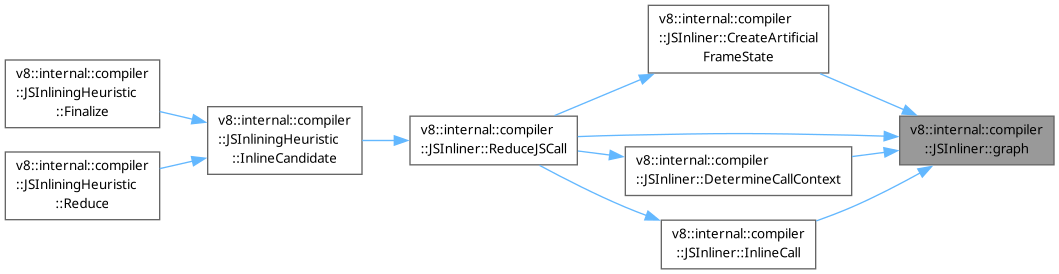 v8::internal::compiler
::JSInliningHeuristic
::Finalize
v8::internal::compiler
::JSInliningHeuristic
::Reduce
v8::internal::compiler
::JSInliningHeuristic
::InlineCandidate
v8::internal::compiler
::JSInliner::ReduceJSCall
v8::internal::compiler
::JSInliner::CreateArtificial
FrameState
v8::internal::compiler
::JSInliner::DetermineCallContext
v8::internal::compiler
::JSInliner::InlineCall
v8::internal::compiler
::JSInliner::graph